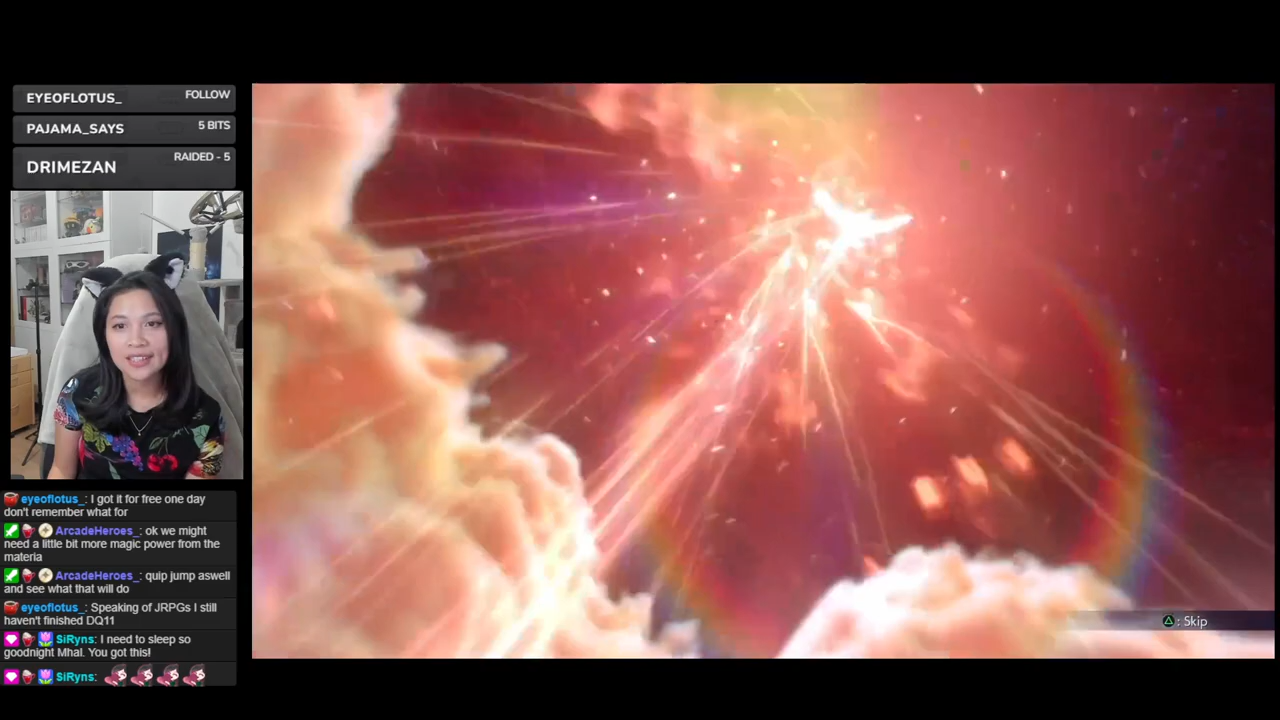 EYEOFLOTUS_ FOLLOW
PAJAMA_SAYS 5 BITS
DRIMEZAN RAIDED - 5
eyeoflotus_: I got it for free one day
don't remember what for
ArcadeHeroes_: ok we might
need a little bit more magic power from the
materia
ArcadeHeroes_: quip jump aswell
and see what that will do
eyeoflotus_: Speaking of JRPGs I still
haven't finished DQ11
SiRyns: I need to sleep so
goodnight Mhal. You got this!
SiRyns:
: Skip